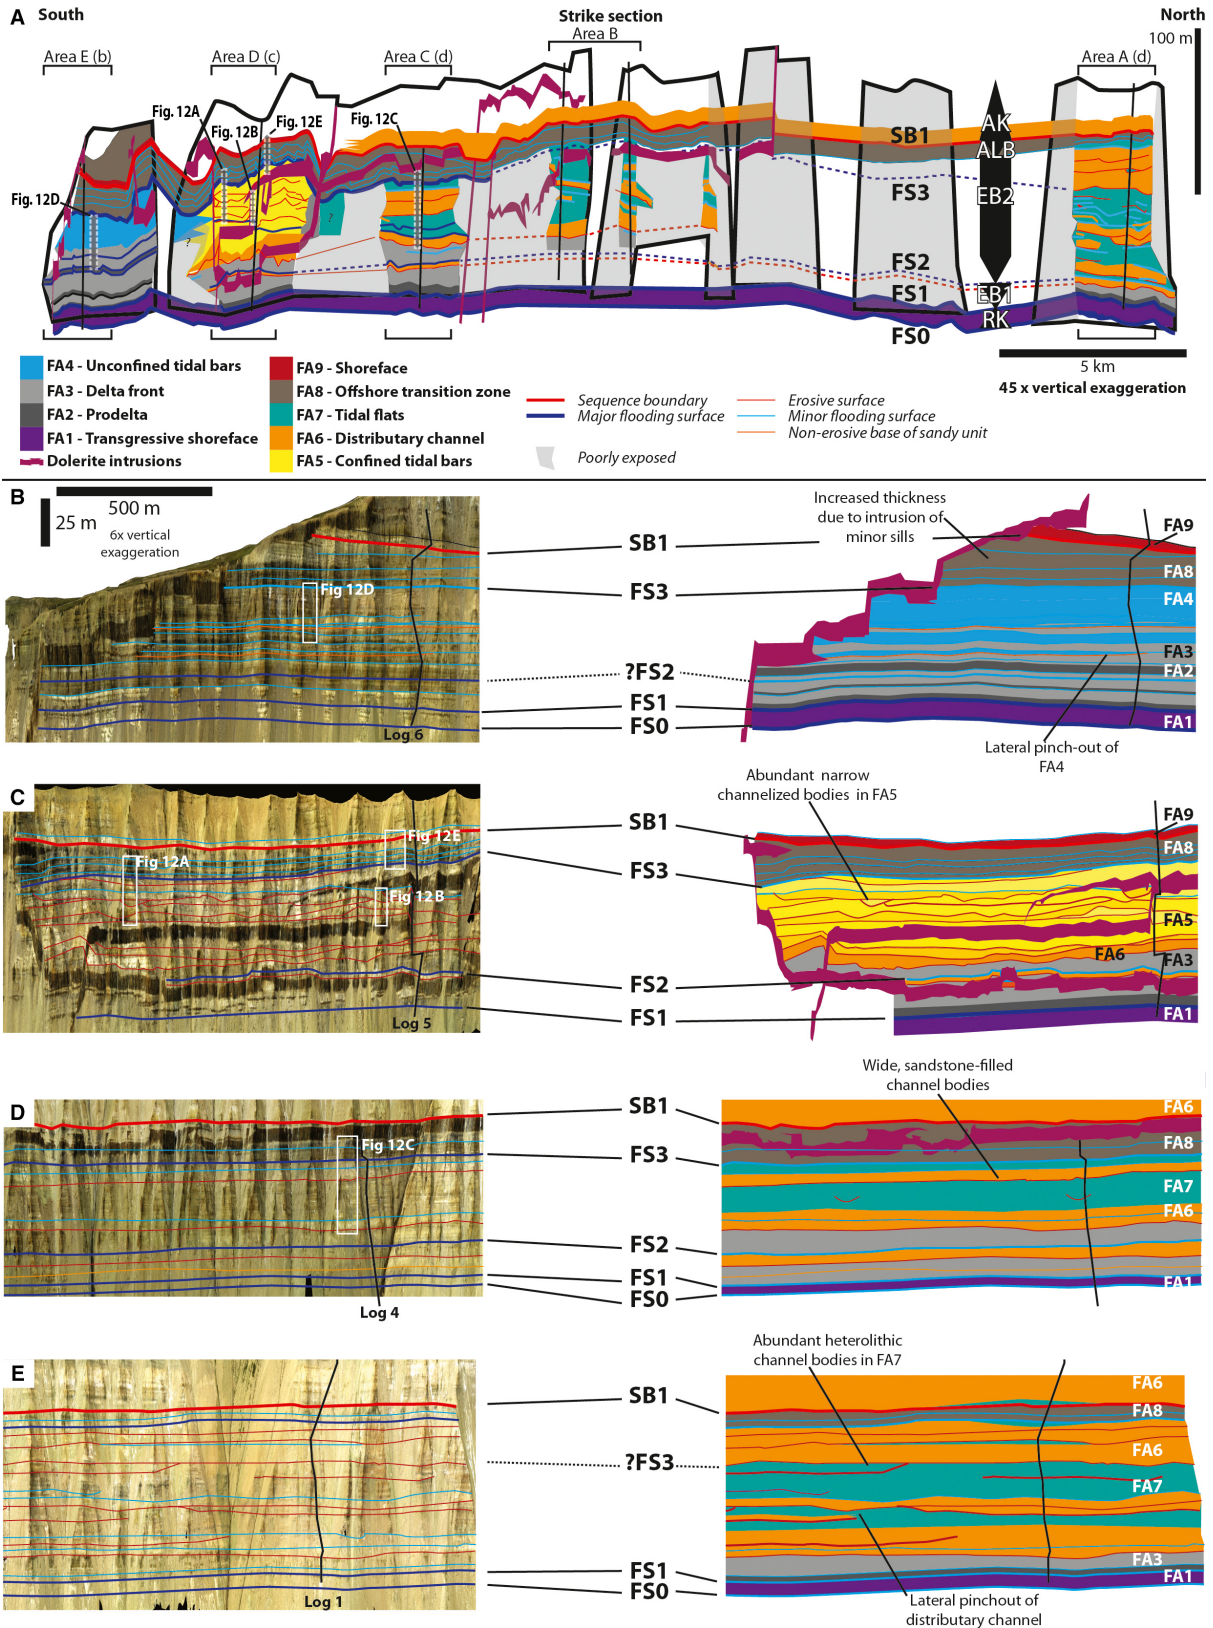 A
South
Strike section
North
100 m
Area E (b)
Area D (c)
Area C (d)
Area B
Area A (d)
Fig. 12A
Fig. 12B
Fig. 12E
Fig. 12C
Fig. 12D
?
?
SB1
FS3
FS2
FS1
FS0
AK
ALB
EB2
EB1
RK
5 km
45 x vertical exaggeration
FA4 - Unconfined tidal bars
FA3 - Delta front
FA2 - Prodelta
FA1 - Transgressive shoreface
Dolerite intrusions
FA9 - Shoreface
FA8 - Offshore transition zone
FA7 - Tidal flats
FA6 - Distributary channel
FA5 - Confined tidal bars
Sequence boundary
Major flooding surface
Erosive surface
Minor flooding surface
Non-erosive base of sandy unit
Poorly exposed
B
500 m
25 m
6x vertical
exaggeration
Fig 12D
Log 6
SB1
FS3
?FS2
FS1
FS0
Increased thickness
due to intrusion of
minor sills
FA9
FA8
FA4
FA3
FA2
FA1
Lateral pinch-out of
FA4
C
Fig 12E
Fig 12A
Fig 12B
Log 5
SB1
FS3
FS2
FS1
Abundant narrow
channelized bodies in FA5
FA9
FA8
FA5
FA6
FA3
FA1
D
Fig 12C
Log 4
SB1
FS3
FS2
FS1
FS0
Wide, sandstone-filled
channel bodies
FA6
FA8
FA7
FA6
FA1
E
Log 1
SB1
?FS3
FS1
FS0
Abundant heterolithic
channel bodies in FA7
FA6
FA8
FA6
FA7
FA3
FA1
Lateral pinchout of
distributary channel